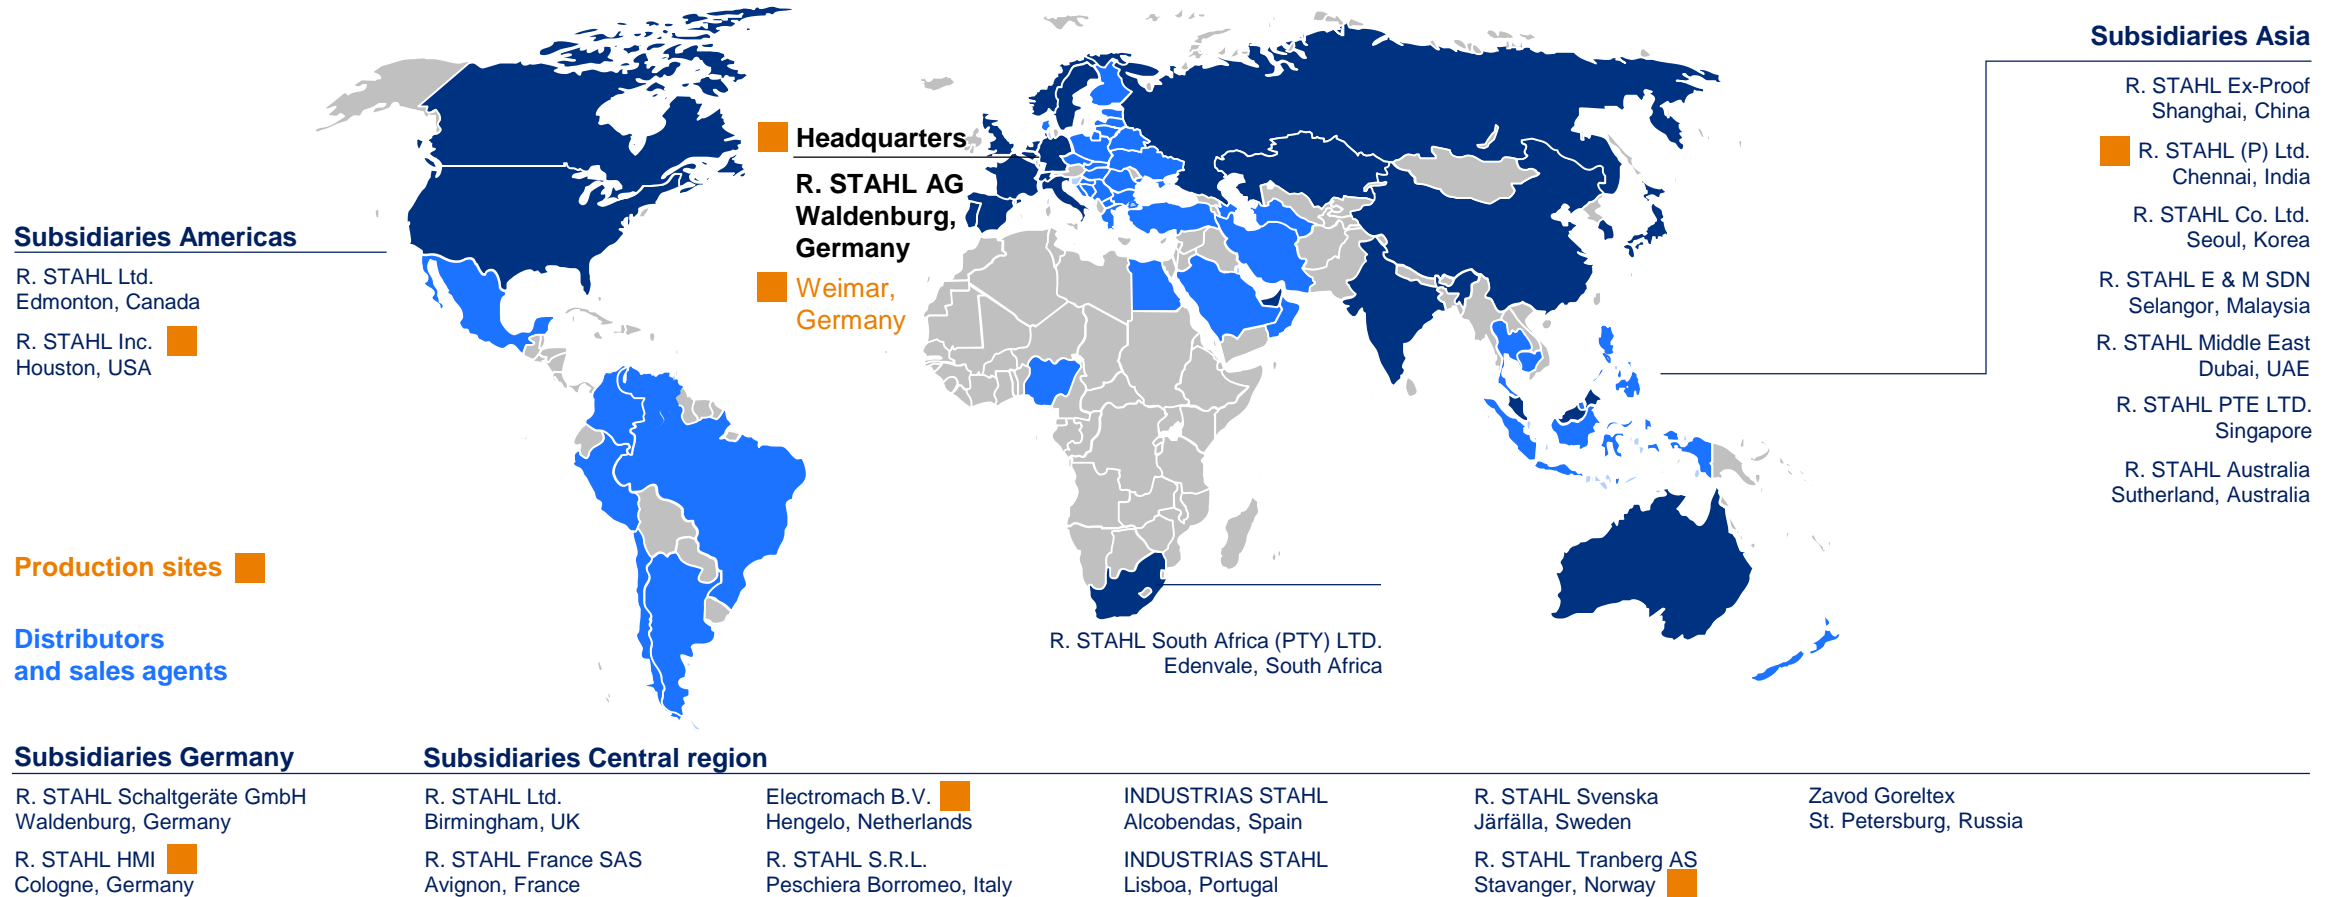 Subsidiaries Asia
R. STAHL Ex-Proof
Shanghai, China
R. STAHL (P) Ltd.
Chennai, India
R. STAHL Co. Ltd.
Seoul, Korea
R. STAHL E & M SDN
Selangor, Malaysia
R. STAHL Middle East
Dubai, UAE
R. STAHL PTE LTD.
Singapore
R. STAHL Australia
Sutherland, Australia
Headquarters
R. STAHL AG
Waldenburg,
Germany
Weimar,
Germany
Subsidiaries Americas
R. STAHL Ltd.
Edmonton, Canada
R. STAHL Inc.
Houston, USA
Production sites
Distributors
and sales agents
R. STAHL South Africa (PTY) LTD.
Edenvale, South Africa
Subsidiaries Germany
R. STAHL Schaltgeräte GmbH
Waldenburg, Germany
R. STAHL HMI
Cologne, Germany
Subsidiaries Central region
R. STAHL Ltd.
Birmingham, UK
R. STAHL France SAS
Avignon, France
Electromach B.V.
Hengelo, Netherlands
R. STAHL S.R.L.
Peschiera Borromeo, Italy
INDUSTRIAS STAHL
Alcobendas, Spain
INDUSTRIAS STAHL
Lisboa, Portugal
R. STAHL Svenska
Järfälla, Sweden
R. STAHL Tranberg AS
Stavanger, Norway
Zavod Goreltex
St. Petersburg, Russia